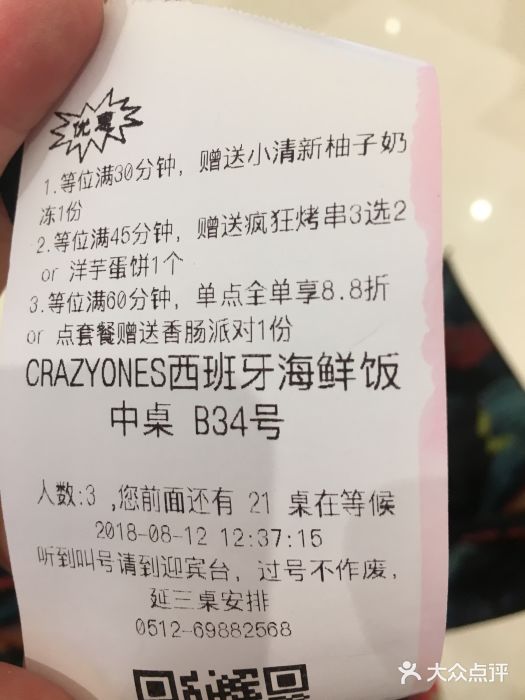 优惠
1.等位满30分钟，赠送小清新柚子奶
冻1份
2.等位满45分钟，赠送疯狂烤串3选2
or 洋芋蛋饼1个
3.等位满60分钟，单点全单享8.8折
or 点套餐赠送香肠派对1份
CRAZYONES西班牙海鲜饭
中桌 B34号
人数:3 ,您前面还有 21 桌在等候
2018-08-12 12:37:15
听到叫号请到迎宾台，过号不作废，
延三桌安排
0512-69882568
大众点评